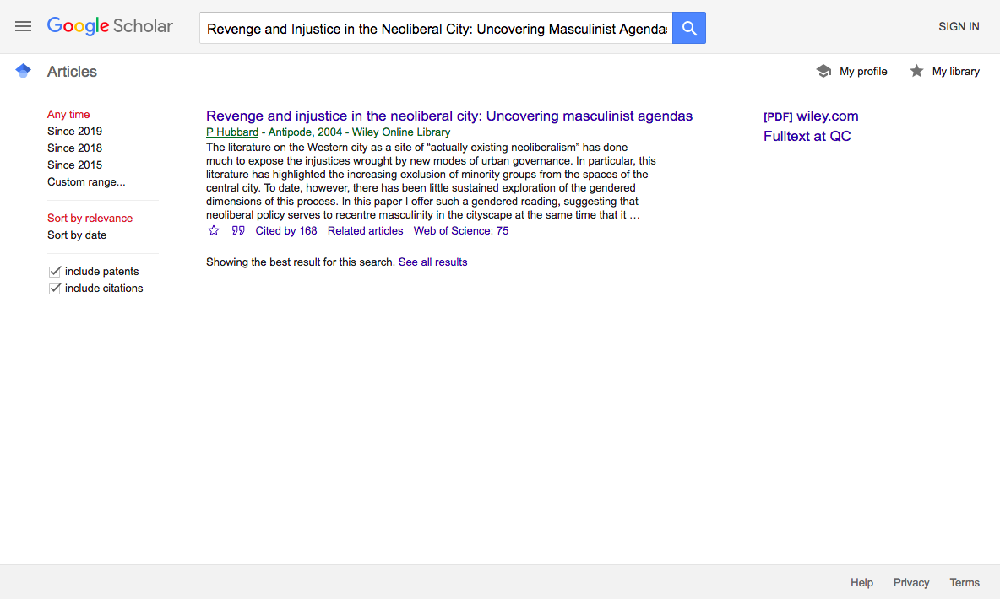 Google Scholar
Revenge and Injustice in the Neoliberal City: Uncovering Masculinist Agenda
SIGN IN
Articles
My profile
My library
Any time
Since 2019
Since 2018
Since 2015
Custom range...
Sort by relevance
Sort by date
include patents
include citations
Revenge and injustice in the neoliberal city: Uncovering masculinist agendas
P Hubbard - Antipode, 2004 - Wiley Online Library
The literature on the Western city as a site of “actually existing neoliberalism” has done
much to expose the injustices wrought by new modes of urban governance. In particular, this
literature has highlighted the increasing exclusion of minority groups from the spaces of the
central city. To date, however, there has been little sustained exploration of the gendered
dimensions of this process. In this paper I offer such a gendered reading, suggesting that
neoliberal policy serves to recentre masculinity in the cityscape at the same time that it …
Cited by 168 Related articles Web of Science: 75
Showing the best result for this search. See all results
[PDF] wiley.com
Fulltext at QC
Help
Privacy
Terms